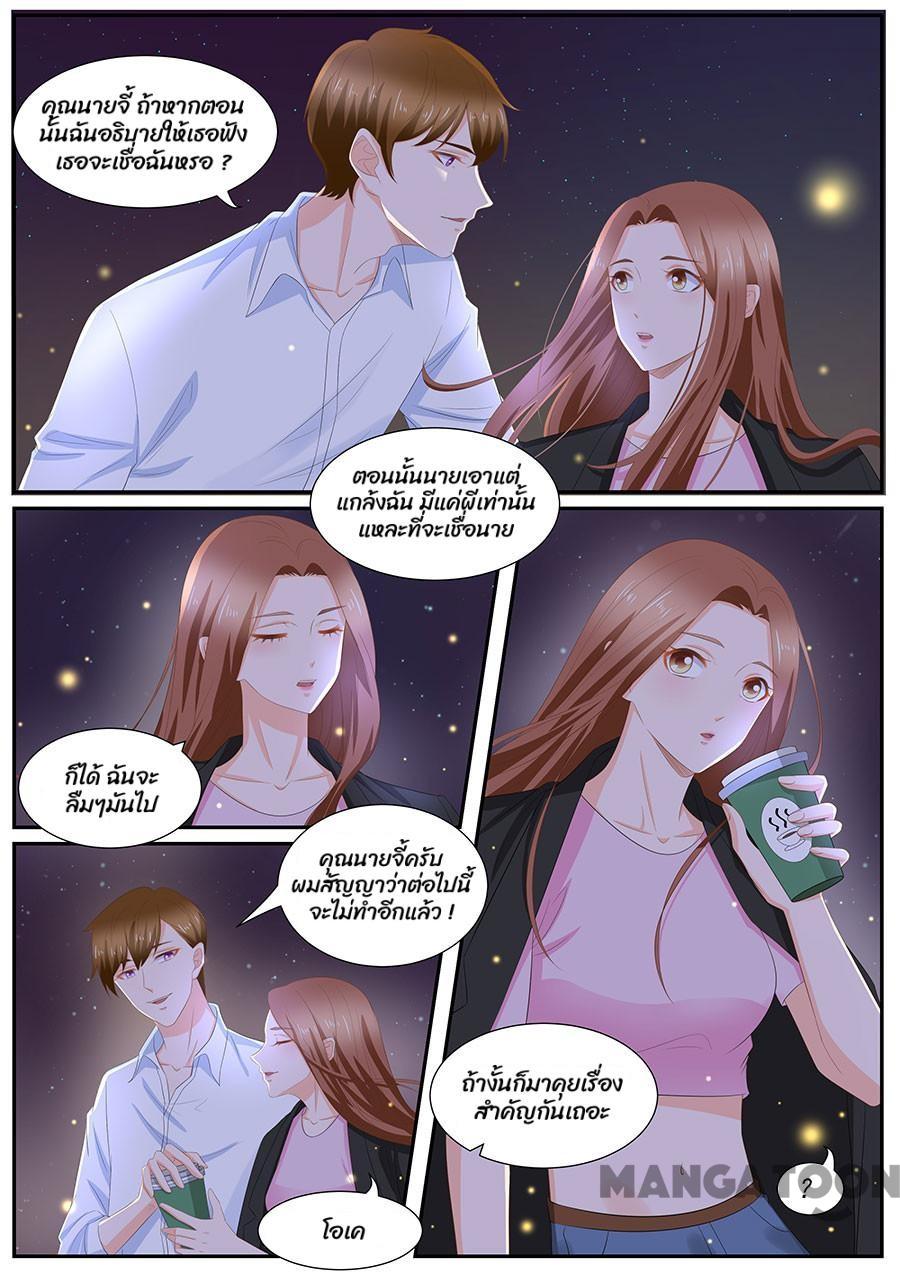 คุณนายจี้ ถ้าหากตอน
นั้นฉันอธิบายให้เธอฟัง
เธอจะเชื่อฉันหรอ ?
ตอนนั้นนายเอาแต่
แกล้งฉัน มีแค่ผีเท่านั้น
แหละที่จะเชื่อนาย
ก็ได้ ฉันจะ
ลืมๆมันไป
คุณนายจี้ครับ
ผมสัญญาว่าต่อไปนี้
จะไม่ทำอีกแล้ว !
โอเค
ถ้างั้นก็มาคุยเรื่อง
สำคัญกันเถอะ
?
MANGATOON